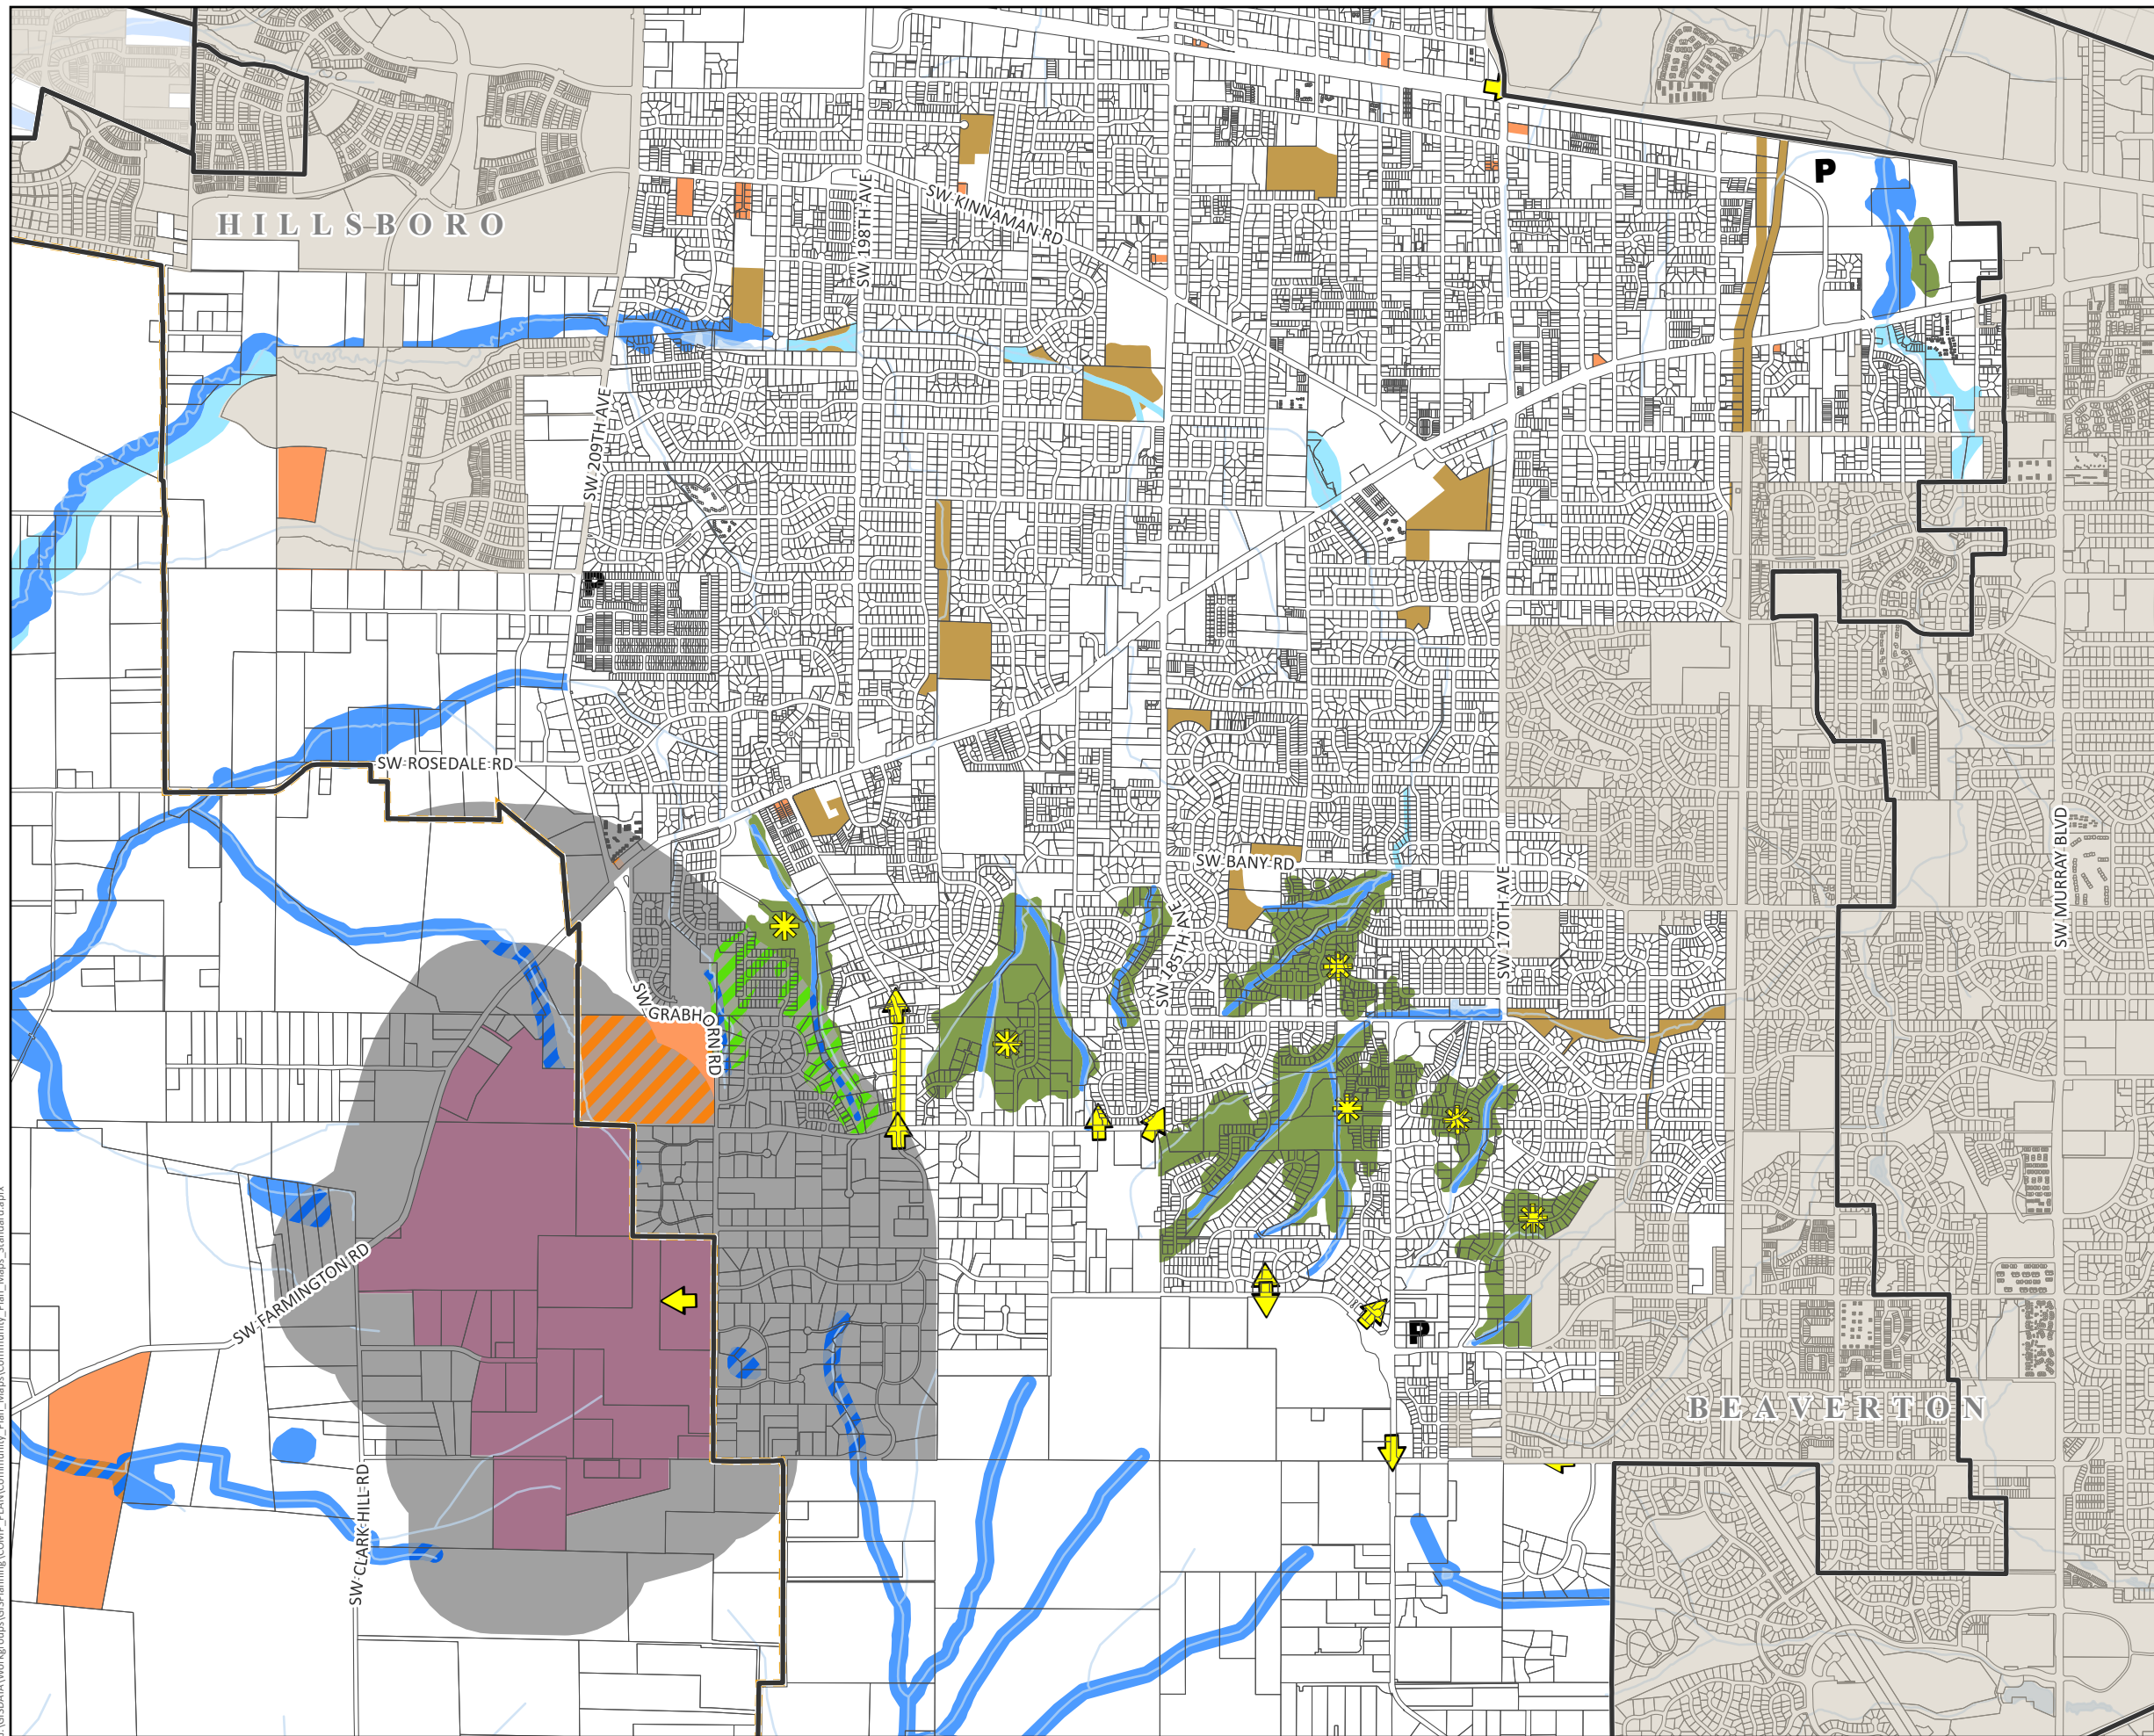 P
HILLSBORO
SW 198TH AVE
SW KINNAMAN RD
SW 209TH AVE
P
SW ROSEDALE RD
SW BANY RD
SW MURRAY BLVD
SW 185TH AVE
SW 170TH AVE
SW GRABHORN RD
SW FARMINGTON RD
P
BEAVERTON
SW CLARK HILL RD